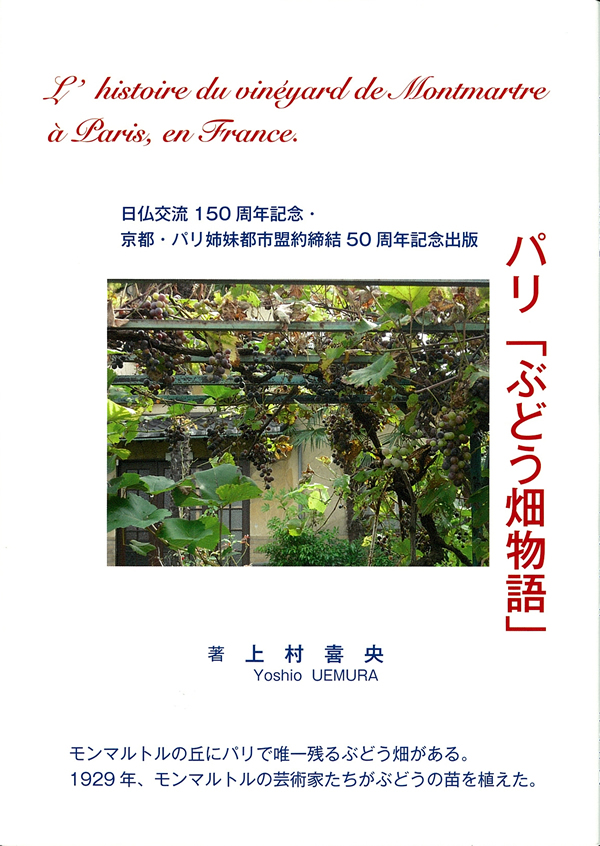 L’ histoire du vinéyard de Montmartre
à Paris, en France.
日仏交流 150 周年記念・
京都・パリ姉妹都市盟約締結 50 周年記念出版
パリ「ぶどう畑物語」
著 上村喜央
Yoshio UEMURA
モンマルトルの丘にパリで唯一残るぶどう畑がある。
1929 年、モンマルトルの芸術家たちがぶどうの苗を植えた。